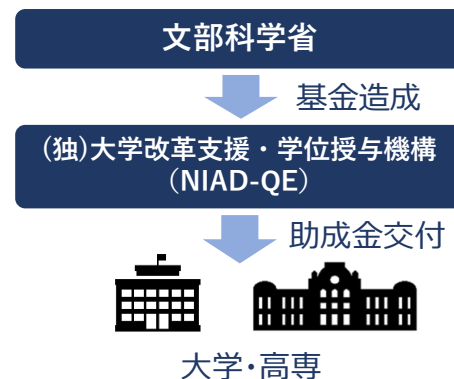 文部科学省
基金造成
(独)大学改革支援・学位授与機構
(NIAD-QE)
助成金交付
大学・高専